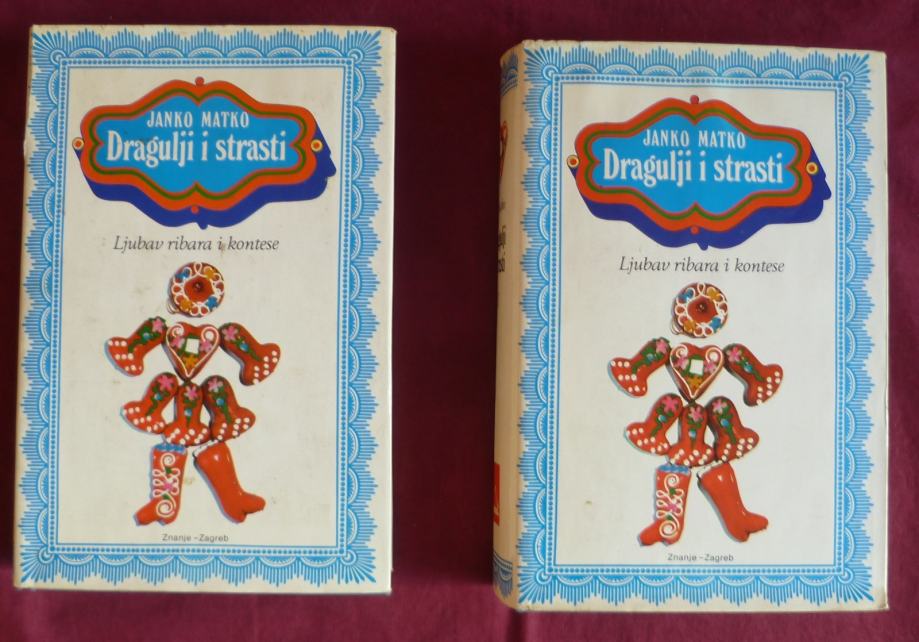 JANKO MATKO
Dragulji i strasti
Ljubav ribara i kontese
Znanje - Zagreb
JANKO MATKO
Dragulji i strasti
Ljubav ribara i kontese
Znanje - Zagreb